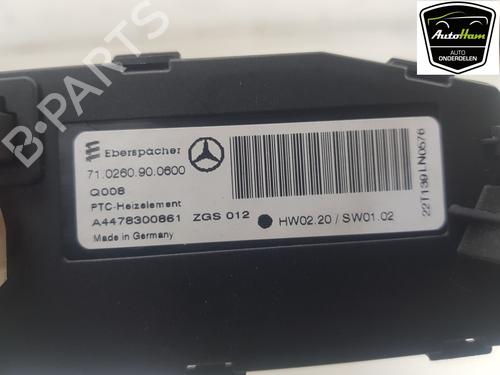 AutoHam
AUTO
ONDERDELEN
B-PARTS
Eberspächer
71.0260.90.0600
Q008
PTC-Heizelement
A4478300861 ZGS 012 HW02.20 / SW01.02
Made in Germany
22T139LN0576